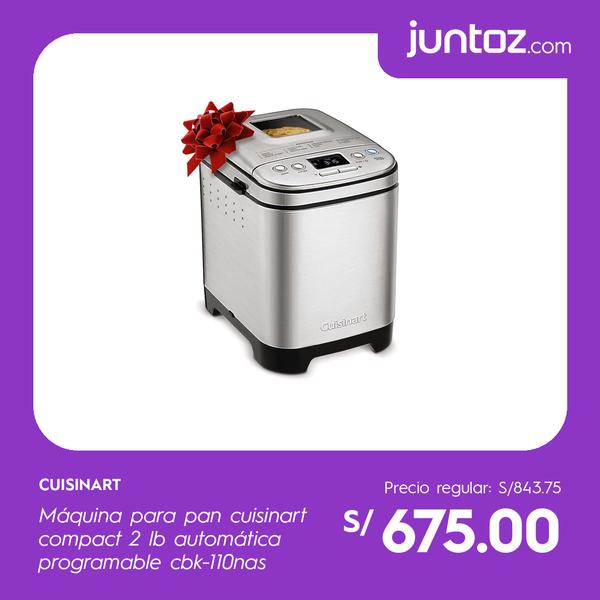 juntoz.com
Cuisinart
CUISINART
Máquina para pan cuisinart
compact 2 lb automática
programable cbk-110nas
Precio regular: S/843.75
S/ 675.00